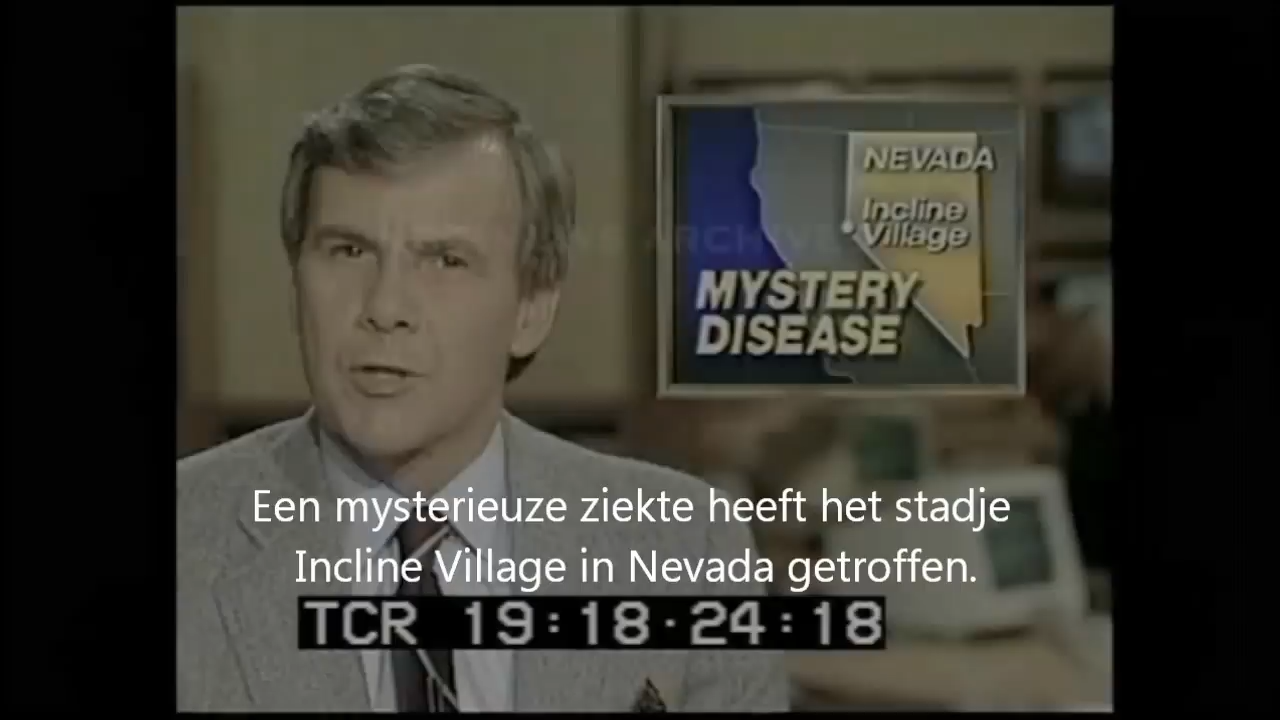 NEVADA
Incline
Village
ARCHIVE
MYSTERY
DISEASE
Een mysterieuze ziekte heeft het stadje
Incline Village in Nevada getroffen.
TCR 19:18·24:18